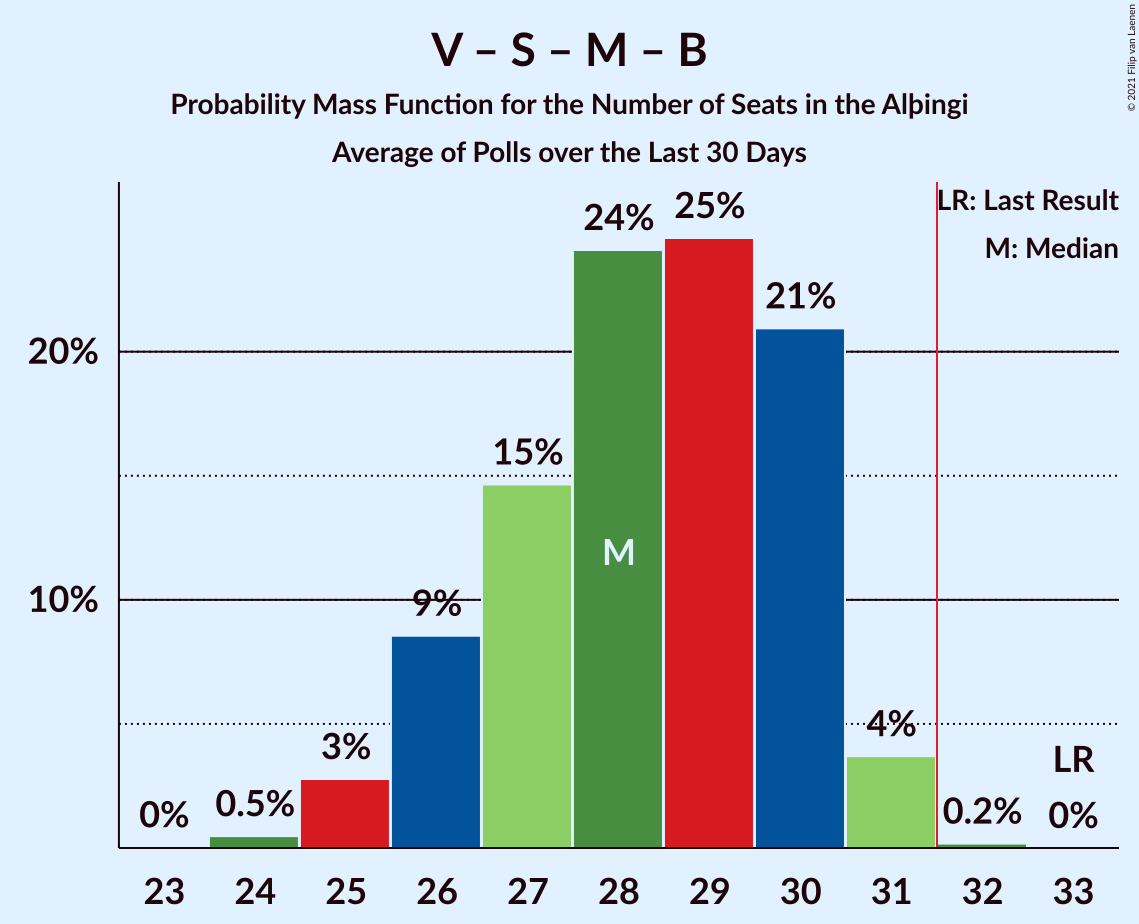 V – S – M – B
Probability Mass Function for the Number of Seats in the Alþingi
Average of Polls over the Last 30 Days
© 2021 Filip van Laenen
LR: Last Result
M: Median
20%
10%
0%
0.5%
3%
9%
15%
24%
25%
21%
4%
0.2%
0%
M
LR
23 24 25 26 27 28 29 30 31 32 33